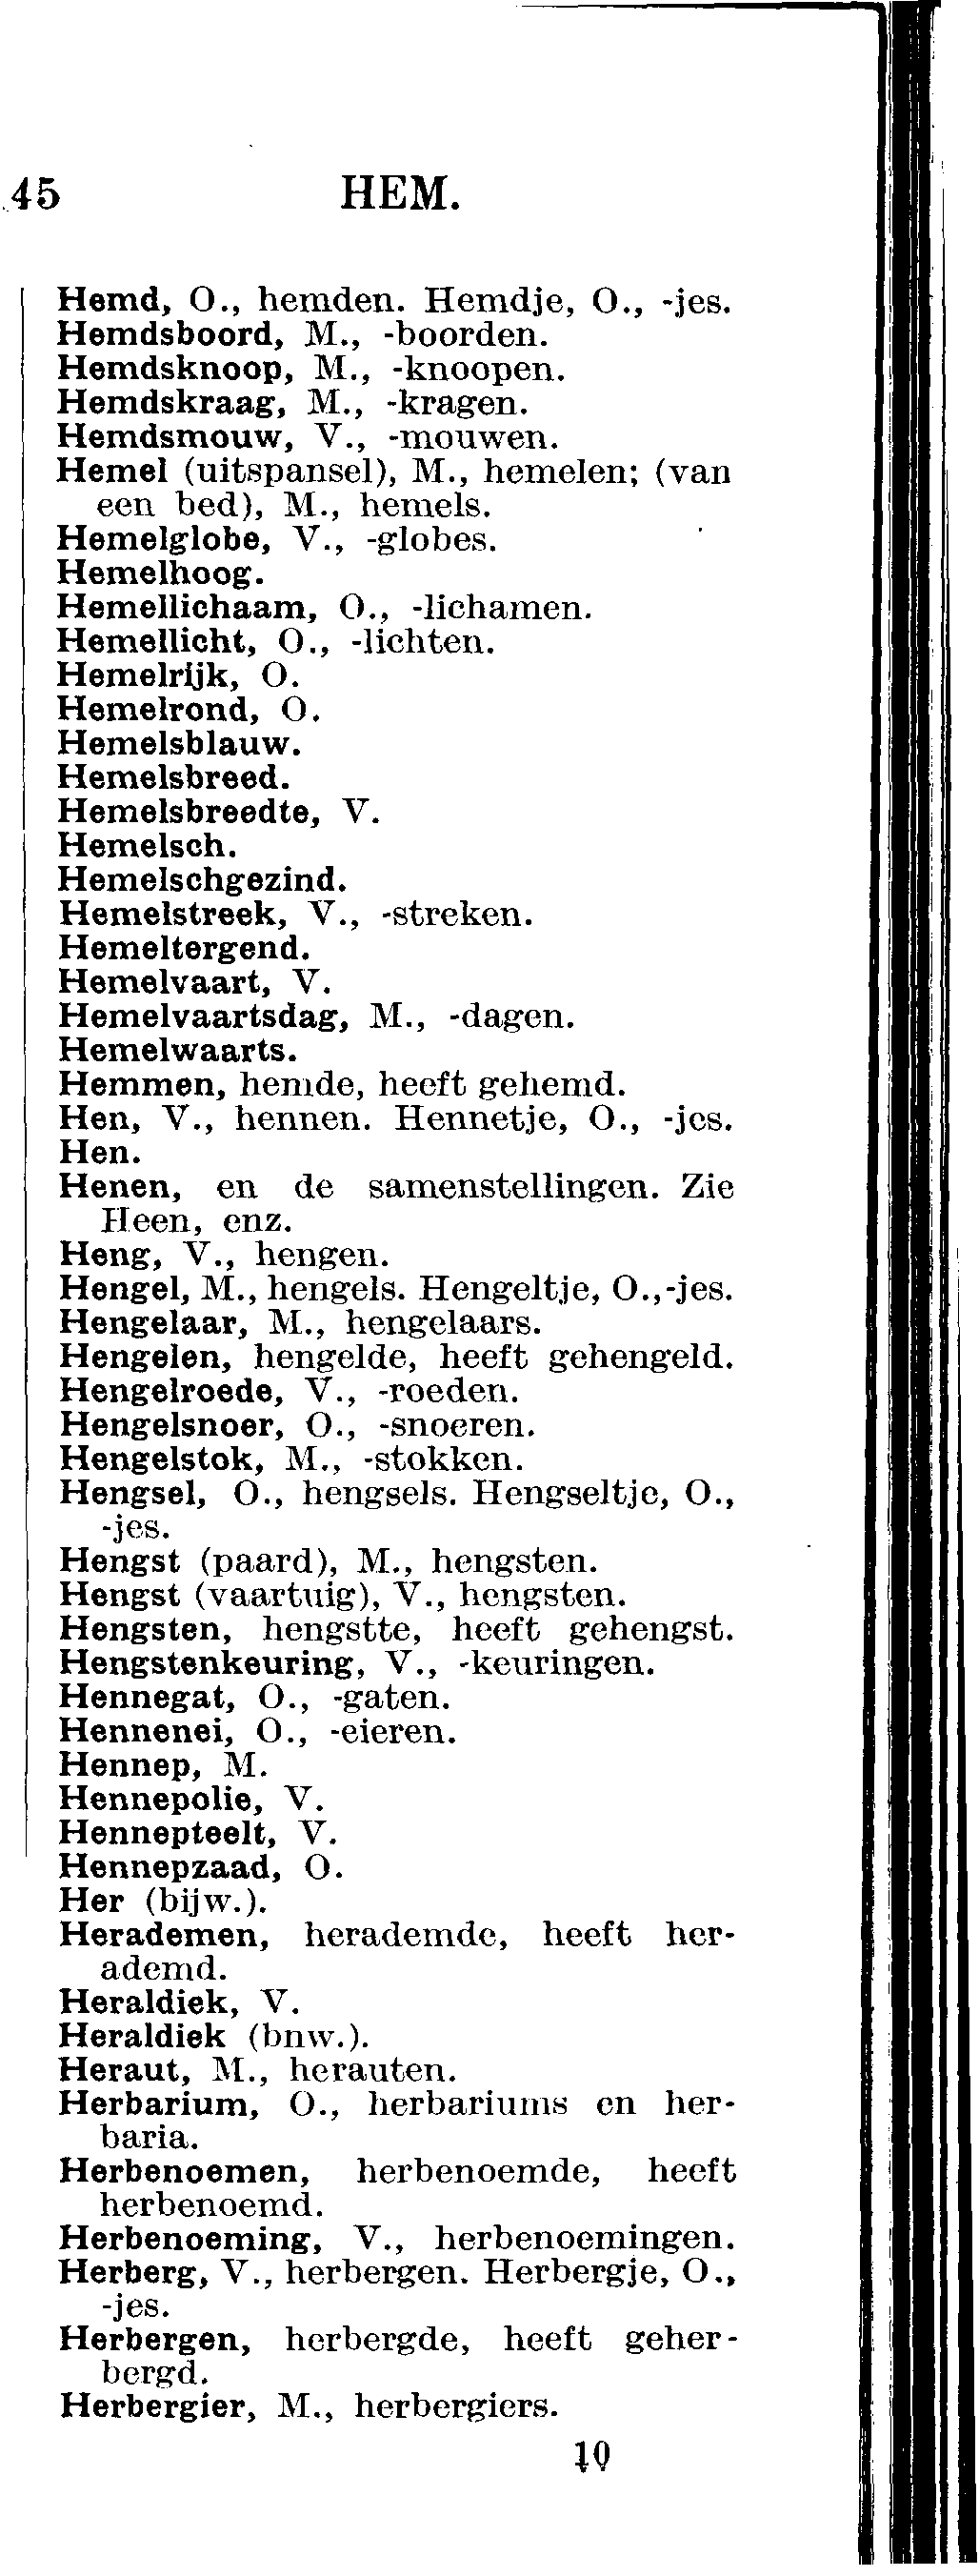 45 HEM.
Hemd, O., hemden. Hemdje, O., -jes.
Hemdsboord, M., -boorden.
Hemdsknoop, M., -knoopen.
Hemdskraag, M., -kragen.
Hemdsmouw, V., -mouwen.
Hemel (uitspansel), M., hemelen; (van
een bed), M., hemels.
Hemelglobe, V., -globes.
Hemelhoog.
Hemellichaam, O., -lichamen.
Hemellicht, O., -lichten.
Hemelrijk, O.
Hemelrond, O.
Hemelsblauw.
Hemelsbreed.
Hemelsbreedte, V.
Hemelsch.
Hemelschgezind.
Hemelstreek, V., -streken.
Hemeltergend.
Hemelvaart, V.
Hemelvaartsdag, M., -dagen.
Hemelwaarts.
Hemmen, hemde, heeft gehemd.
Hen, V., hennen. Hennetje, O., -jes.
Hen.
Henen, en de samenstellingen. Zie
Heen, enz.
Heng, V., hengen.
Hengel, M., hengels. Hengeltje, O.,-jes.
Hengelaar, M., hengelaars.
Hengelen, hengelde, heeft gehengeld.
Hengelroede, V., -roeden.
Hengelsnoer, O., -snoeren.
Hengelstok, M., -stokken.
Hengsel, O., hengsels. Hengseltje, O.,
-jes.
Hengst (paard), M., hengsten.
Hengst (vaartuig), V., hengsten.
Hengsten, hengstte, heeft gehengst.
Hengstenkeuring, V., -keuringen.
Hennegat, O., -gaten.
Hennenei, O., -eieren.
Hennep, M.
Hennepolie, V.
Hennepteelt, V.
Hennepzaad, O.
Her (bijw.).
Herademen, herademde, heeft her-
ademd.
Heraldiek, V.
Heraldiek (bnw.).
Heraut, M., herauten.
Herbarium, O., herbariums en her-
baria.
Herbenoemen, herbenoemde, heeft
herbenoemd.
Herbenoeming, V., herbenoemingen.
Herberg, V., herbergen. Herbergje, O.,
-jes.
Herbergen, herbergde, heeft geher-
bergd.
Herbergier, M., herbergiers.
10